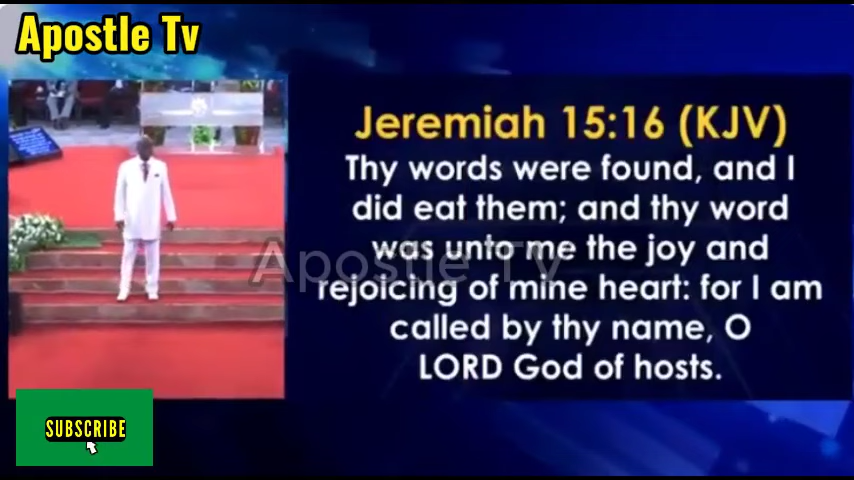 Apostle Tv
Jeremiah 15:16 (KJV)
Thy words were found, and I
did eat them; and thy word
was unto me the joy and
rejoicing of mine heart: for I am
called by thy name, O
LORD God of hosts.
Apostle Tv
SUBSCRIBE